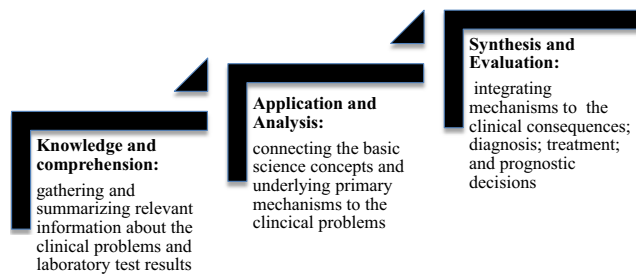 Knowledge and
comprehension:
gathering and
summarizing relevant
information about the
clinical problems and
laboratory test results
Application and
Analysis:
connecting the basic
science concepts and
underlying primary
mechanisms to the
clincical problems
Synthesis and
Evaluation:
integrating
mechanisms to the
clinical consequences;
diagnosis; treatment;
and prognostic
decisions